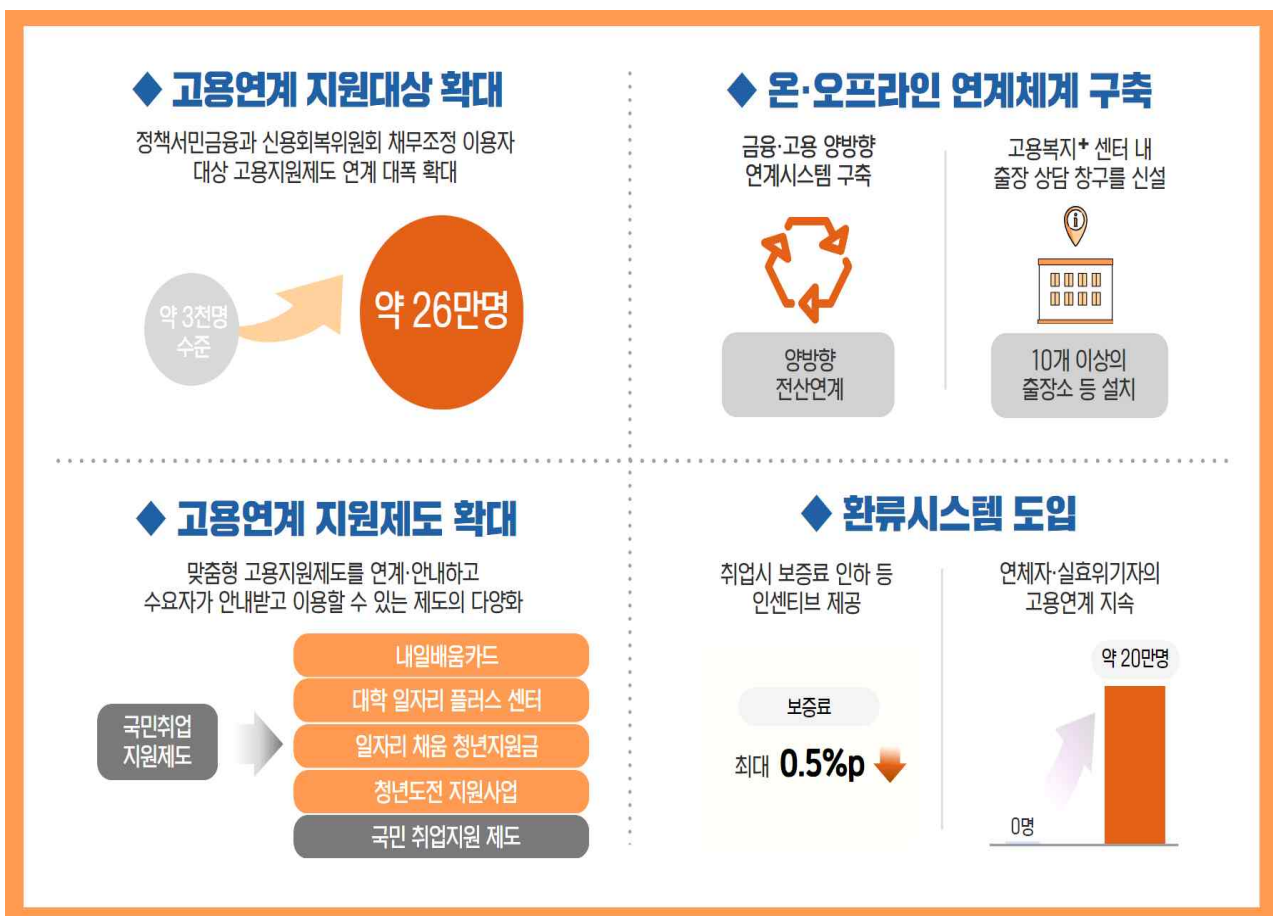 ◆ 고용연계 지원대상 확대
정책서민금융과 신용회복위원회 채무조정 이용자
대상 고용지원제도 연계 대폭 확대
약 3천명
수준
약 26만명
◆ 온·오프라인 연계체계 구축
금융·고용 양방향
연계시스템 구축
양방향
전산연계
고용복지+ 센터 내
출장 상담 창구를 신설
i
10개 이상의
출장소 등 설치
◆ 고용연계 지원제도 확대
맞춤형 고용지원제도를 연계·안내하고
수요자가 안내받고 이용할 수 있는 제도의 다양화
국민취업
지원제도
내일배움카드
대학 일자리 플러스 센터
일자리 채움 청년지원금
청년도전 지원사업
국민 취업지원 제도
◆ 환류시스템 도입
취업시 보증료 인하 등
인센티브 제공
보증료
최대 0.5%p
연체자·실효위기자의
고용연계 지속
약 20만명
0명